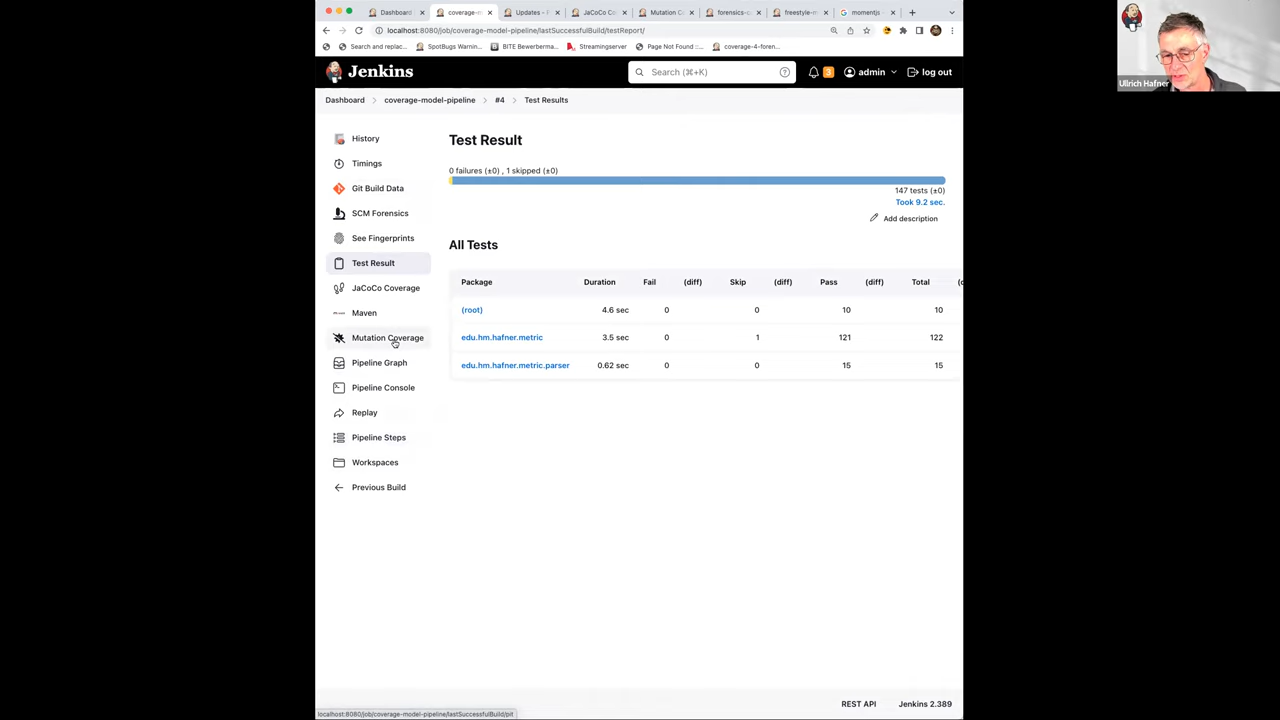 Dashboard
coverage-m
Updates -
JaCoCo Co
Mutation C
forensics-c
freestyle-m
momentjs
localhost:8080/job/coverage-model-pipeline/lastSuccessfulBuild/testReport/
Search and replac...
SpotBugs Warnin...
BITE Bewerberma...
Streamingserver
Page Not Found ::...
coverage-4-foren...
Jenkins
Search (⌘+K)
3
admin
log out
Dashboard
coverage-model-pipeline
#4
Test Results
History
Timings
Git Build Data
SCM Forensics
See Fingerprints
Test Result
JaCoCo Coverage
Maven
Mutation Coverage
Pipeline Graph
Pipeline Console
Replay
Pipeline Steps
Workspaces
Previous Build
Test Result
0 failures (±0) , 1 skipped (±0)
147 tests (±0)
Took 9.2 sec.
Add description
All Tests
Package Duration Fail (diff) Skip (diff) Pass (diff) Total
(root) 4.6 sec 0 0 10 10
edu.hm.hafner.metric 3.5 sec 0 1 121 122
edu.hm.hafner.metric.parser 0.62 sec 0 0 15 15
REST API
Jenkins 2.389
localhost:8080/job/coverage-model-pipeline/lastSuccessfulBuild/pit
Ullrich Hafner